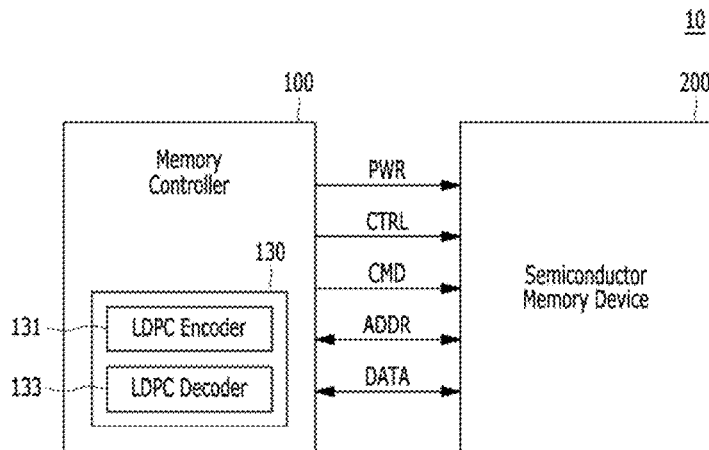 10
100
200
Memory
Controller
PWR
CTRL
130
CMD
Semiconductor
Memory Device
131
LDPC Encoder
ADDR
133
LDPC Decoder
DATA